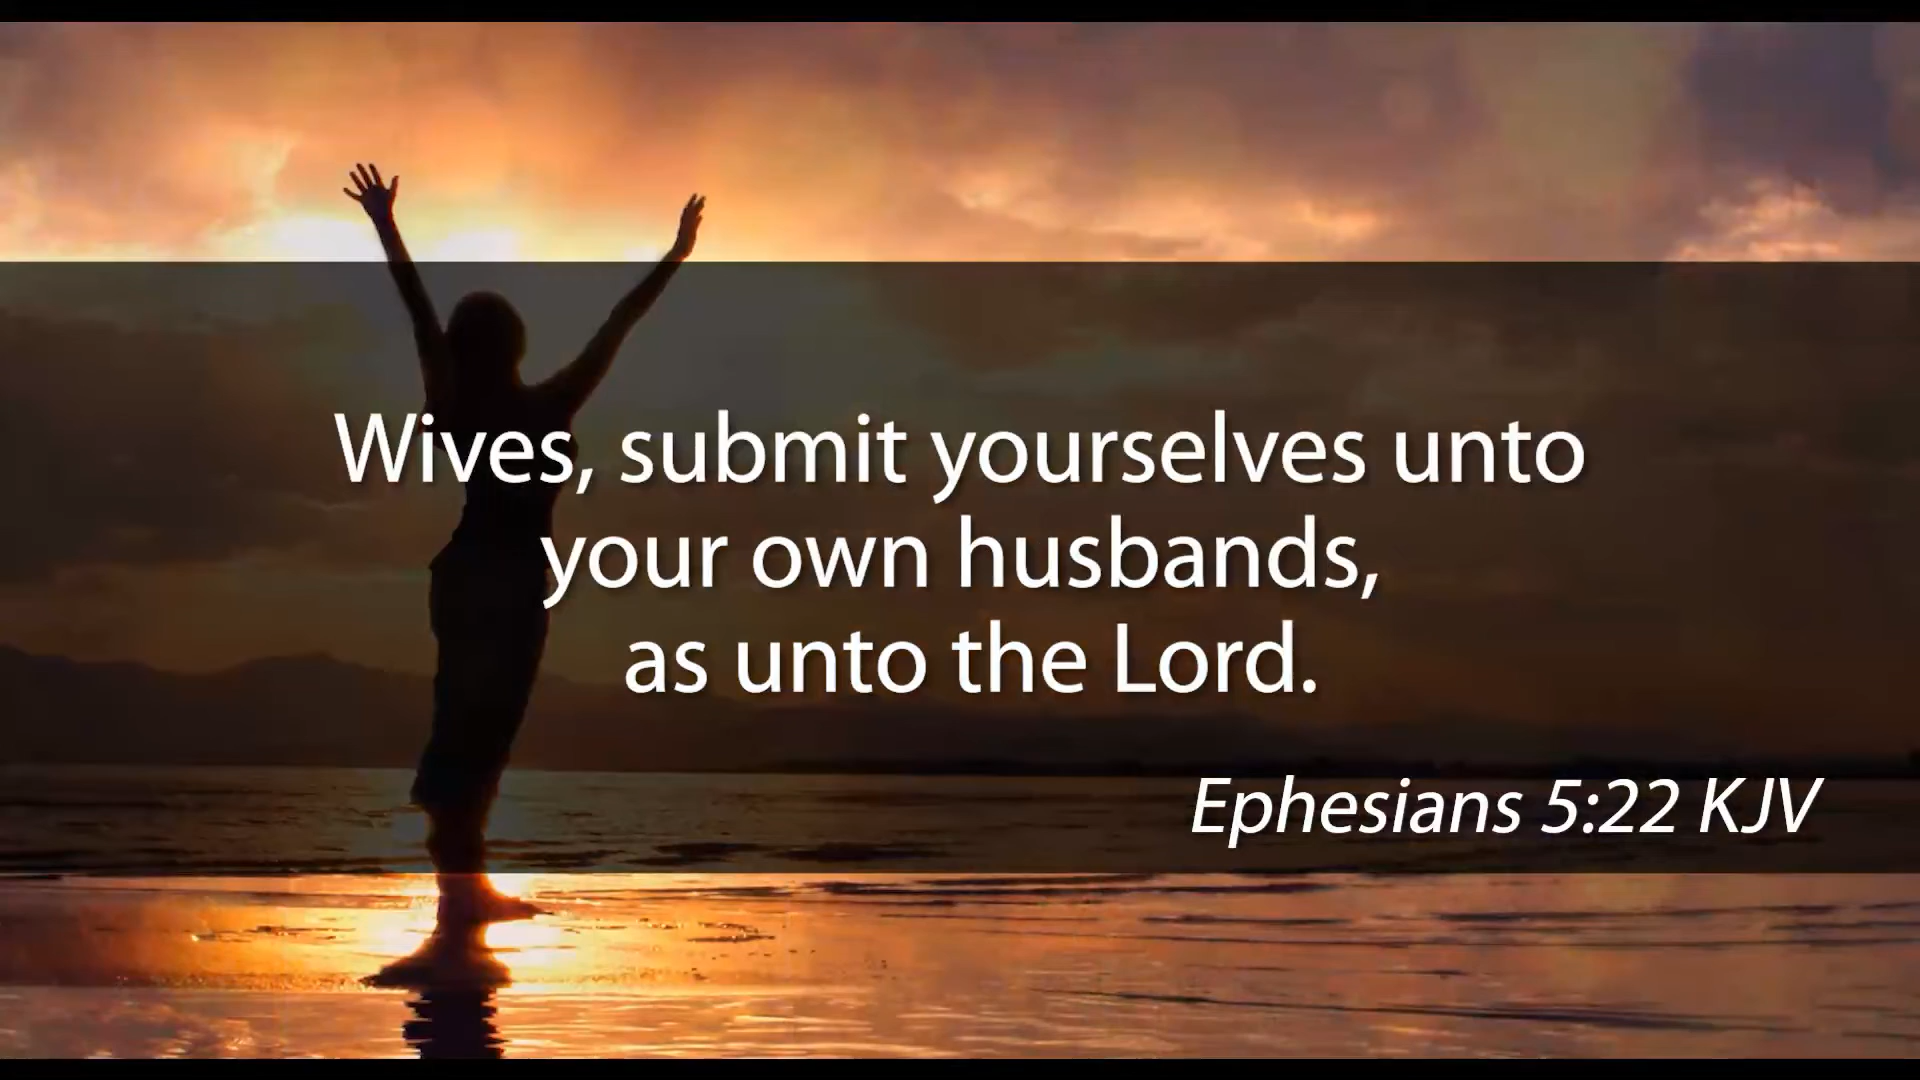 Wives, submit yourselves unto
your own husbands,
as unto the Lord.
Ephesians 5:22 KJV